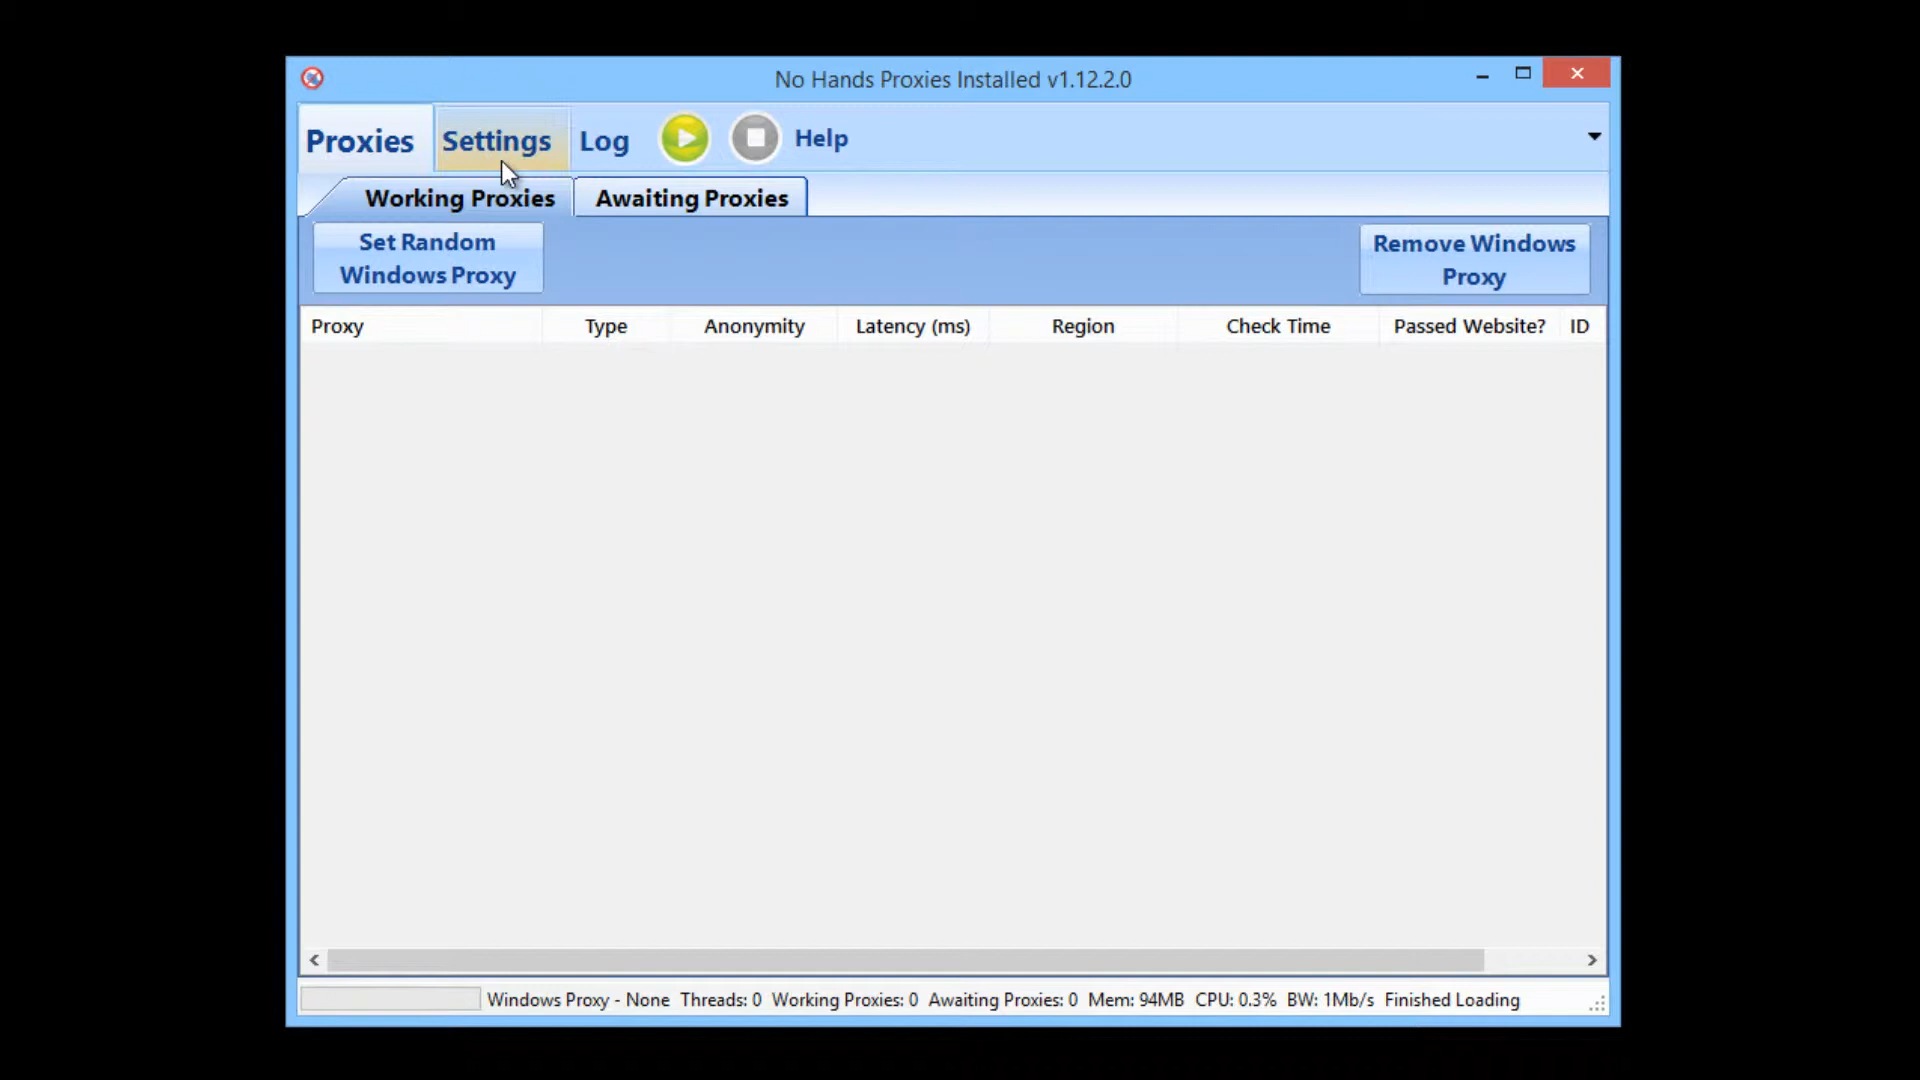 No Hands Proxies Installed v1.12.2.0
Proxies Settings Log Help
Working Proxies Awaiting Proxies
Set Random
Windows Proxy
Remove Windows
Proxy
Proxy Type Anonymity Latency (ms) Region Check Time Passed Website? ID
Windows Proxy - None Threads: 0 Working Proxies: 0 Awaiting Proxies: 0 Mem: 94MB CPU: 0.3% BW: 1Mb/s Finished Loading